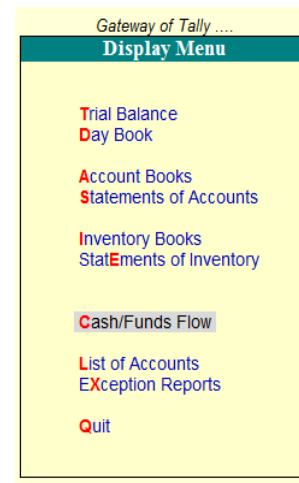 Gateway of Tally ....
Display Menu
Trial Balance
Day Book
Account Books
Statements of Accounts
Inventory Books
StatEments of Inventory
Cash/Funds Flow
List of Accounts
EXception Reports
Quit